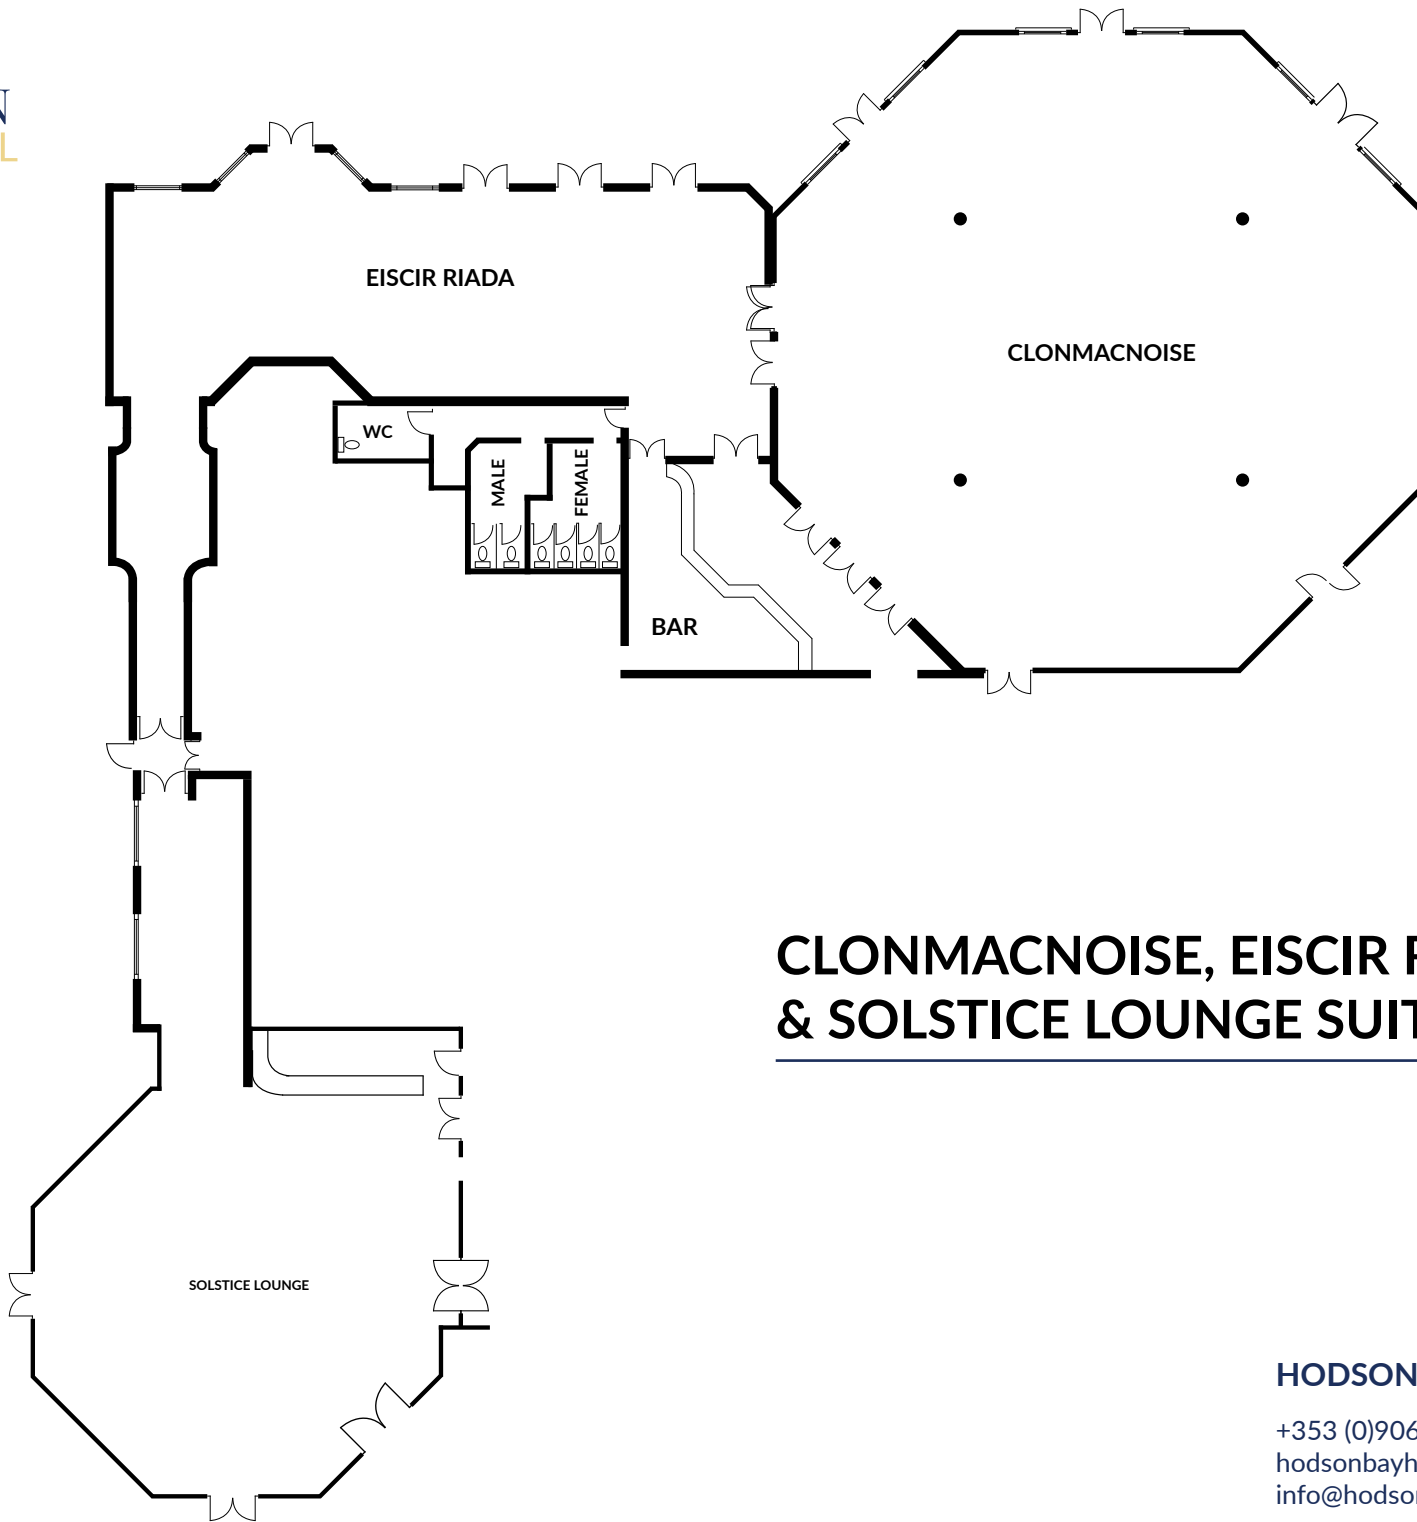 N
L
EISCIR RIADA
CLONMACNOISE
WC
MALE
FEMALE
BAR
CLONMACNOISE, EISCIR
& SOLSTICE LOUNGE SUIT
SOLSTICE LOUNGE
HODSON
+353 (0)906
hodsonbayh
info@hodso